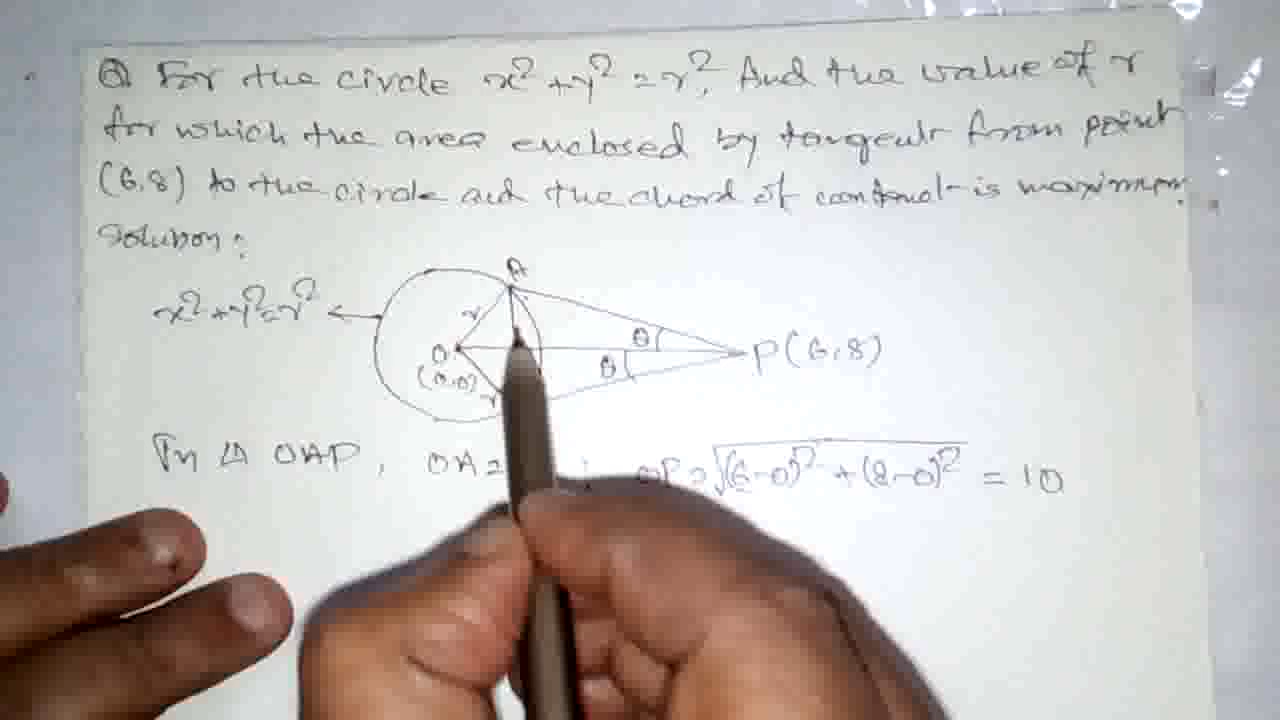 Q For the circle x²+y²=r², And the value of r
for which the area enclosed by tangent from point
(6,8) to the circle and the chord of contact is maximum.
Solution:
A
x²+y²=r²
r
θ
O
P(6,8)
(0,0)
θ
r
In Δ OAP, OA= ; OP=√(6-0)²+(8-0)² = 10